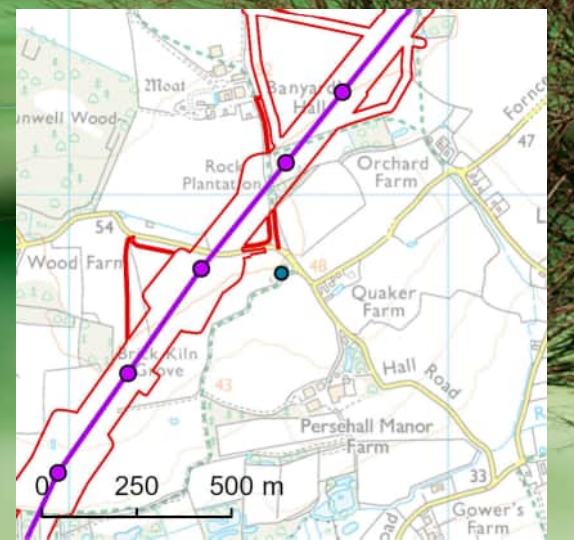 Moat
Banyard's
Hall
unwell Wood
Fornce
47
Rock
Plantation
Orchard
Farm
54
Wood Farm
48
Quaker
Farm
Brick Kiln
Grove
43
Hall Road
Persehall Manor
Farm
33
0 250 500 m
Gower's
Farm
oad
L
R